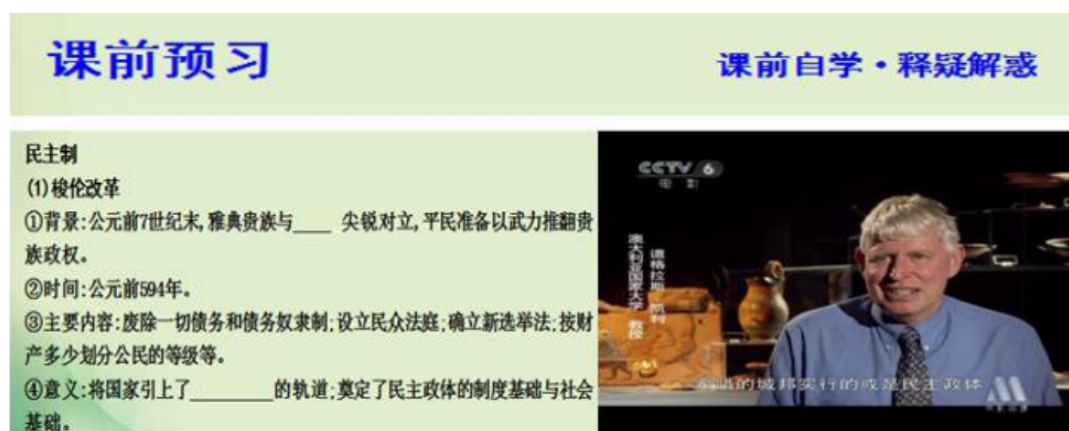 课前预习
课前自学·释疑解惑
民主制
(1)梭伦改革
①背景:公元前7世纪末,雅典贵族与____ 尖锐对立,平民准备以武力推翻贵
族政权。
②时间:公元前594年。
③主要内容:废除一切债务和债务奴隶制;设立民众法庭;确立新选举法;按财
产多少划分公民的等级等。
④意义:将国家引上了________的轨道;奠定了民主政体的制度基础与社会
基础。
CCTV 6
电影
道格拉斯 凯利
澳大利亚国家大学 教授
的城邦实行的或是民主政体